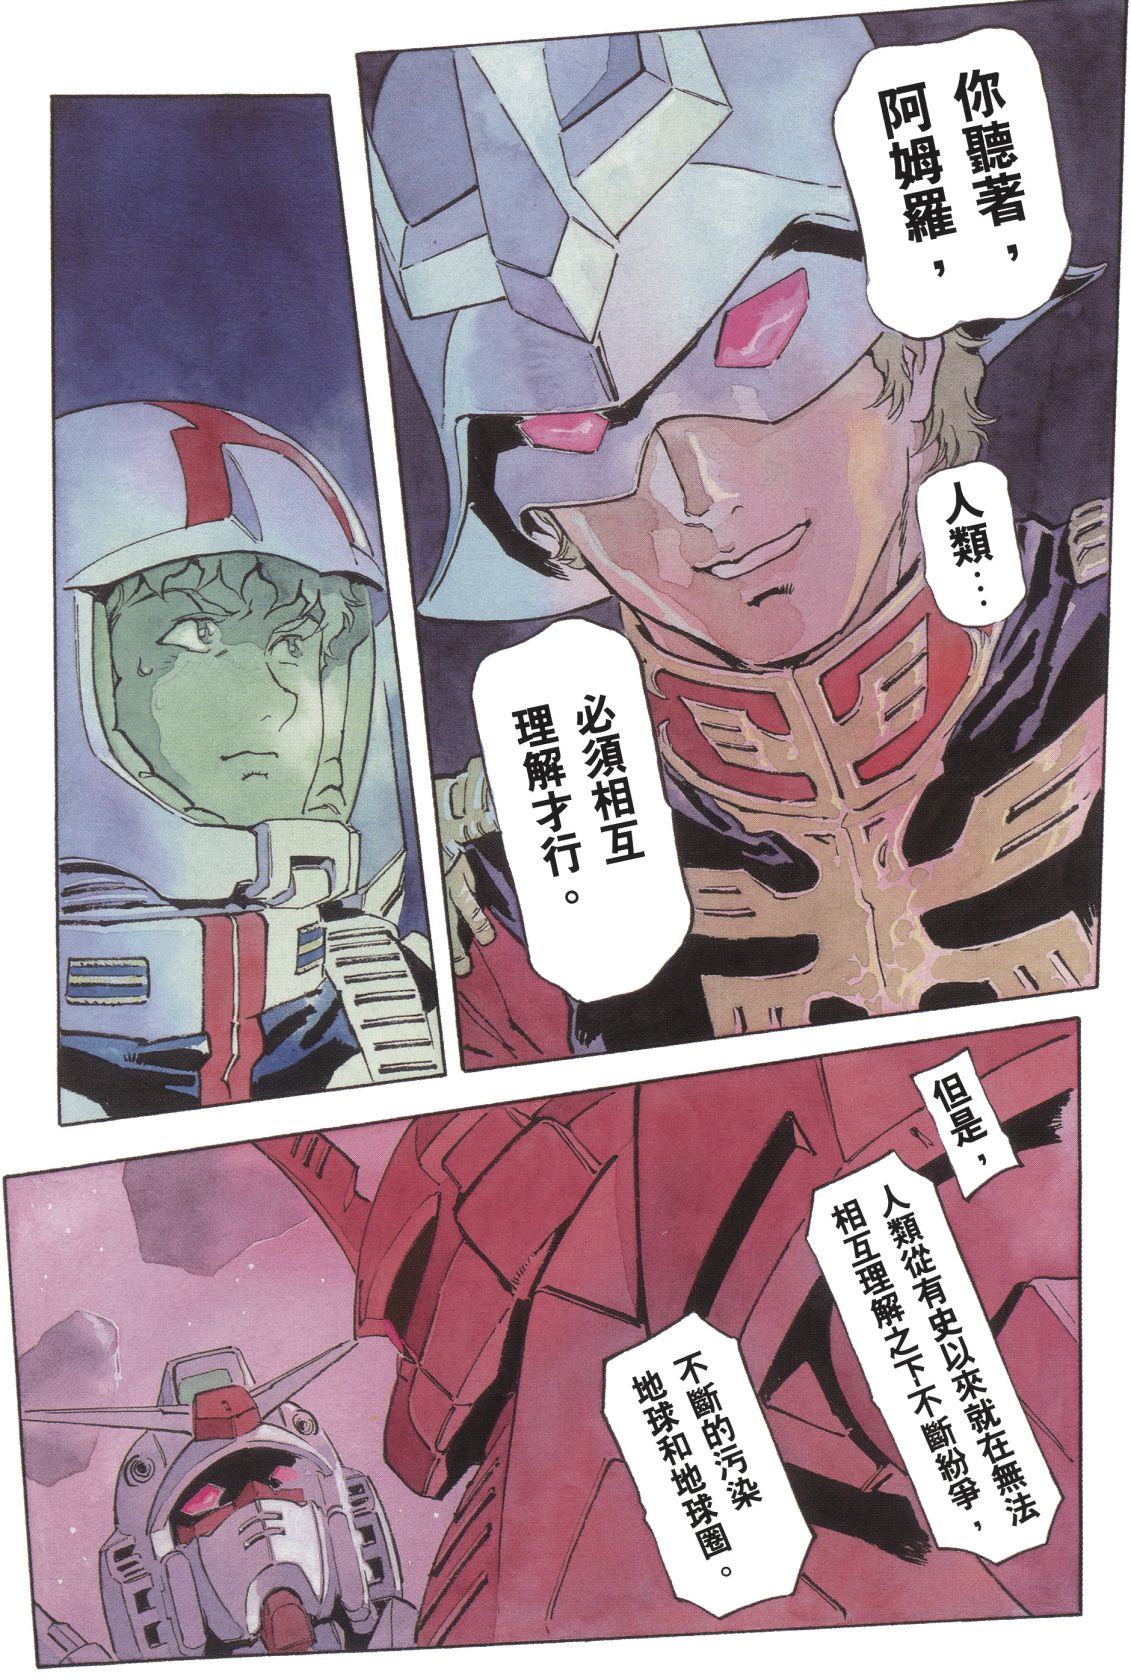 你聽著，
阿姆羅，
人類…
必須相互
理解才行。
但是，
人類從有史以來就在無法
相互理解之下不斷紛爭，
不斷的污染
地球和地球圈。